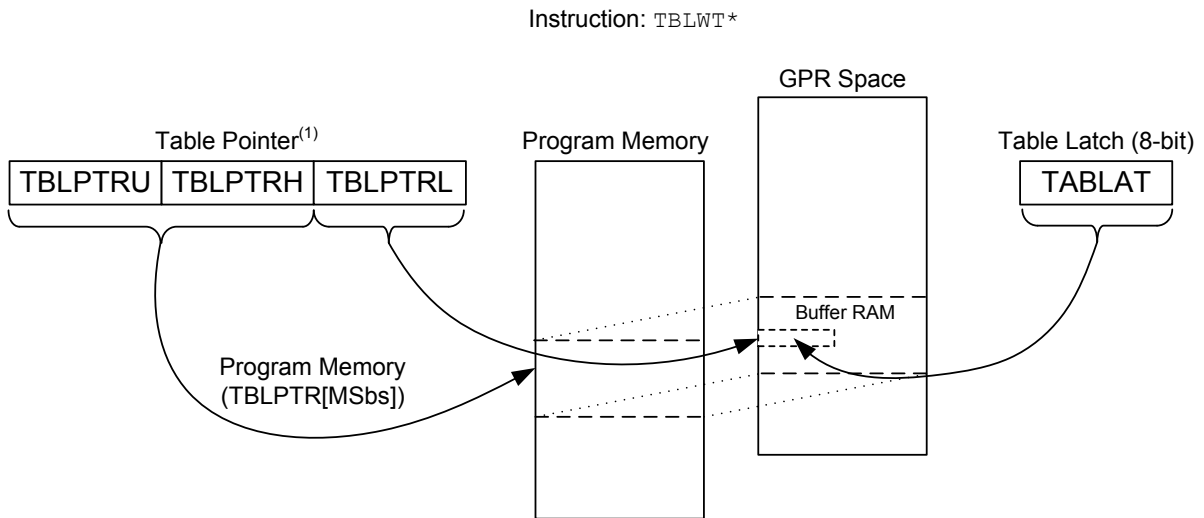 Instruction: TBLWT*
GPR Space
Table Pointer(1)
Program Memory
Table Latch (8-bit)
TBLPTRU TBLPTRH TBLPTRL
TABLAT
Buffer RAM
Program Memory
(TBLPTR[MSbs])